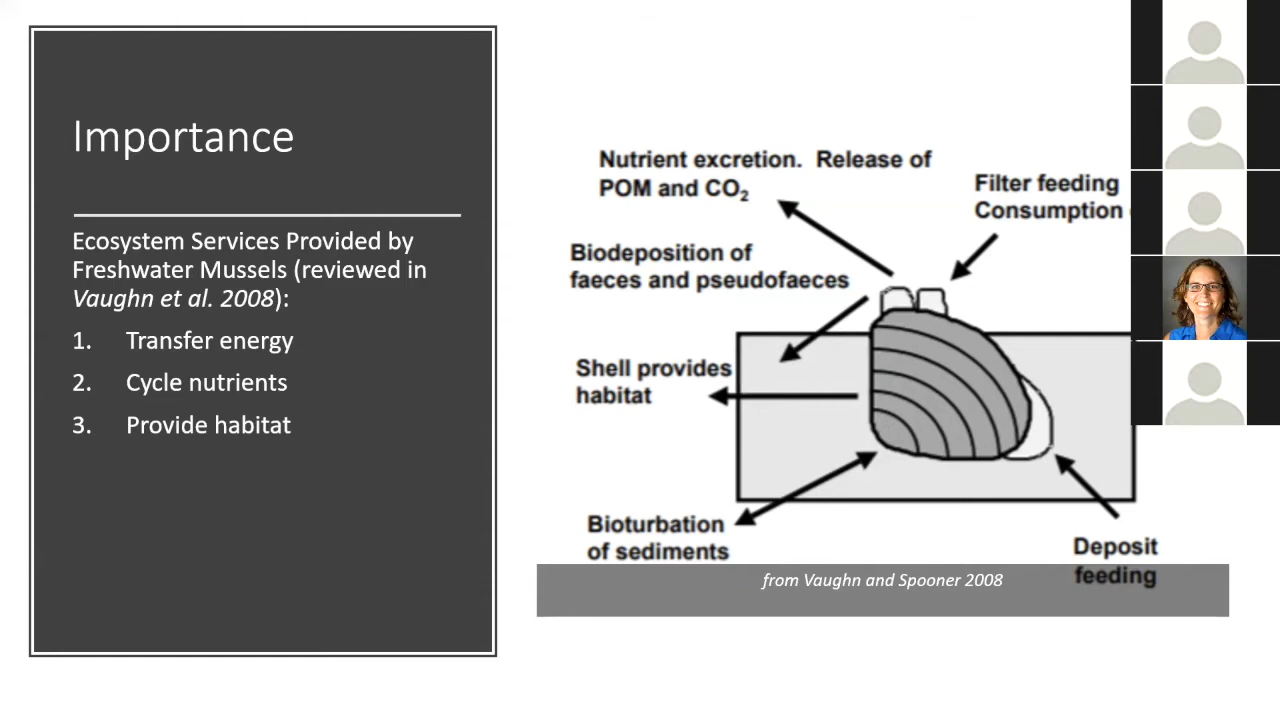 Importance
Ecosystem Services Provided by
Freshwater Mussels (reviewed in
Vaughn et al. 2008):
1. Transfer energy
2. Cycle nutrients
3. Provide habitat
Nutrient excretion. Release of
POM and CO₂
Filter feeding
Consumption
Biodeposition of
faeces and pseudofaeces
Shell provides
habitat
Bioturbation
of sediments
Deposit
feeding
from Vaughn and Spooner 2008